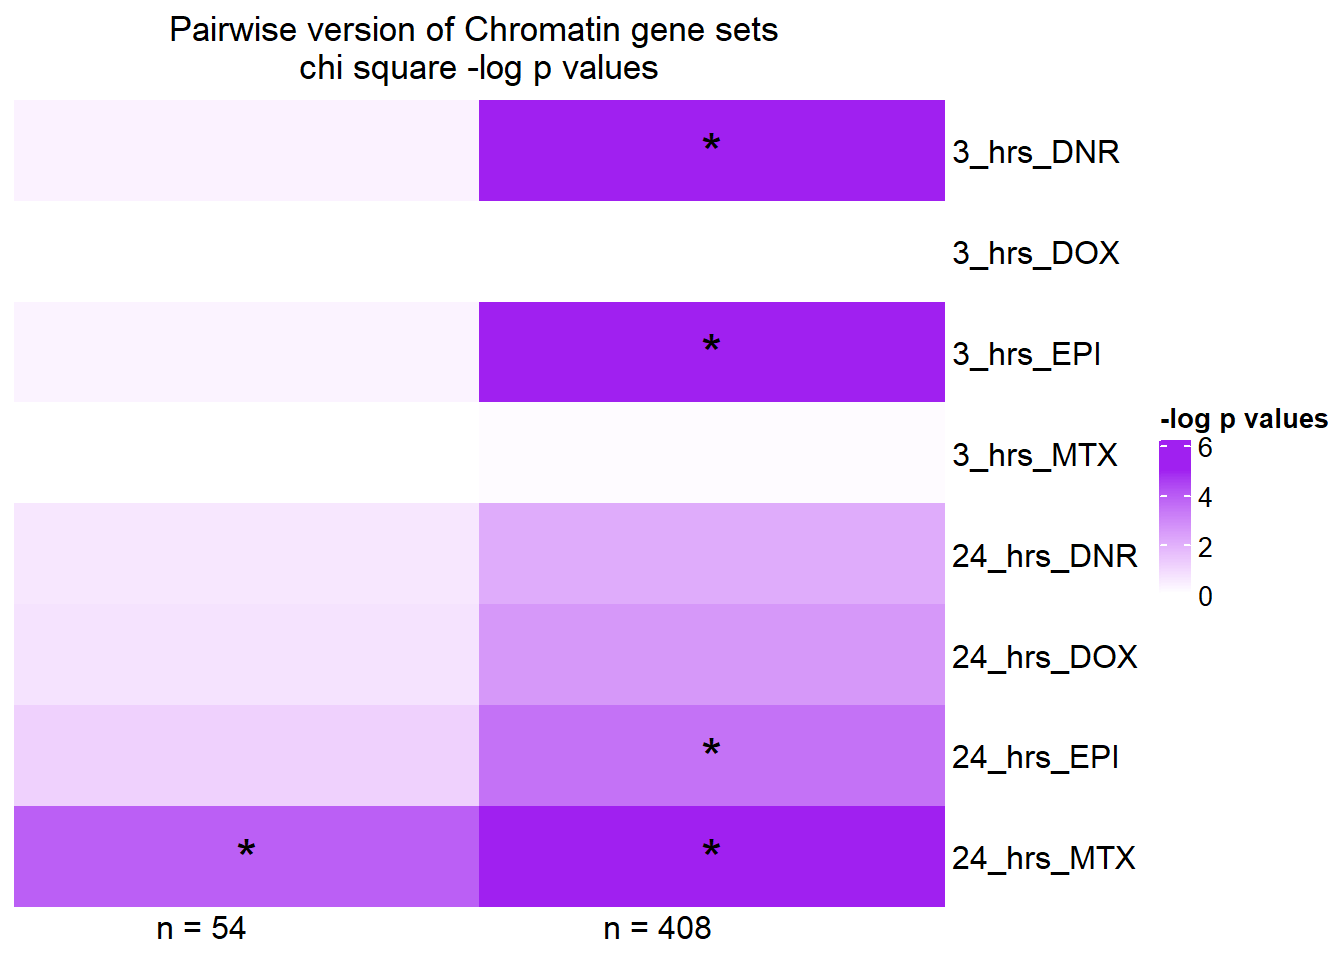 Pairwise version of Chromatin gene sets
chi square -log p values
*
3_hrs_DNR
3_hrs_DOX
*
3_hrs_EPI
3_hrs_MTX
24_hrs_DNR
24_hrs_DOX
*
24_hrs_EPI
*
*
24_hrs_MTX
n = 54
n = 408
-log p values
6
4
2
0